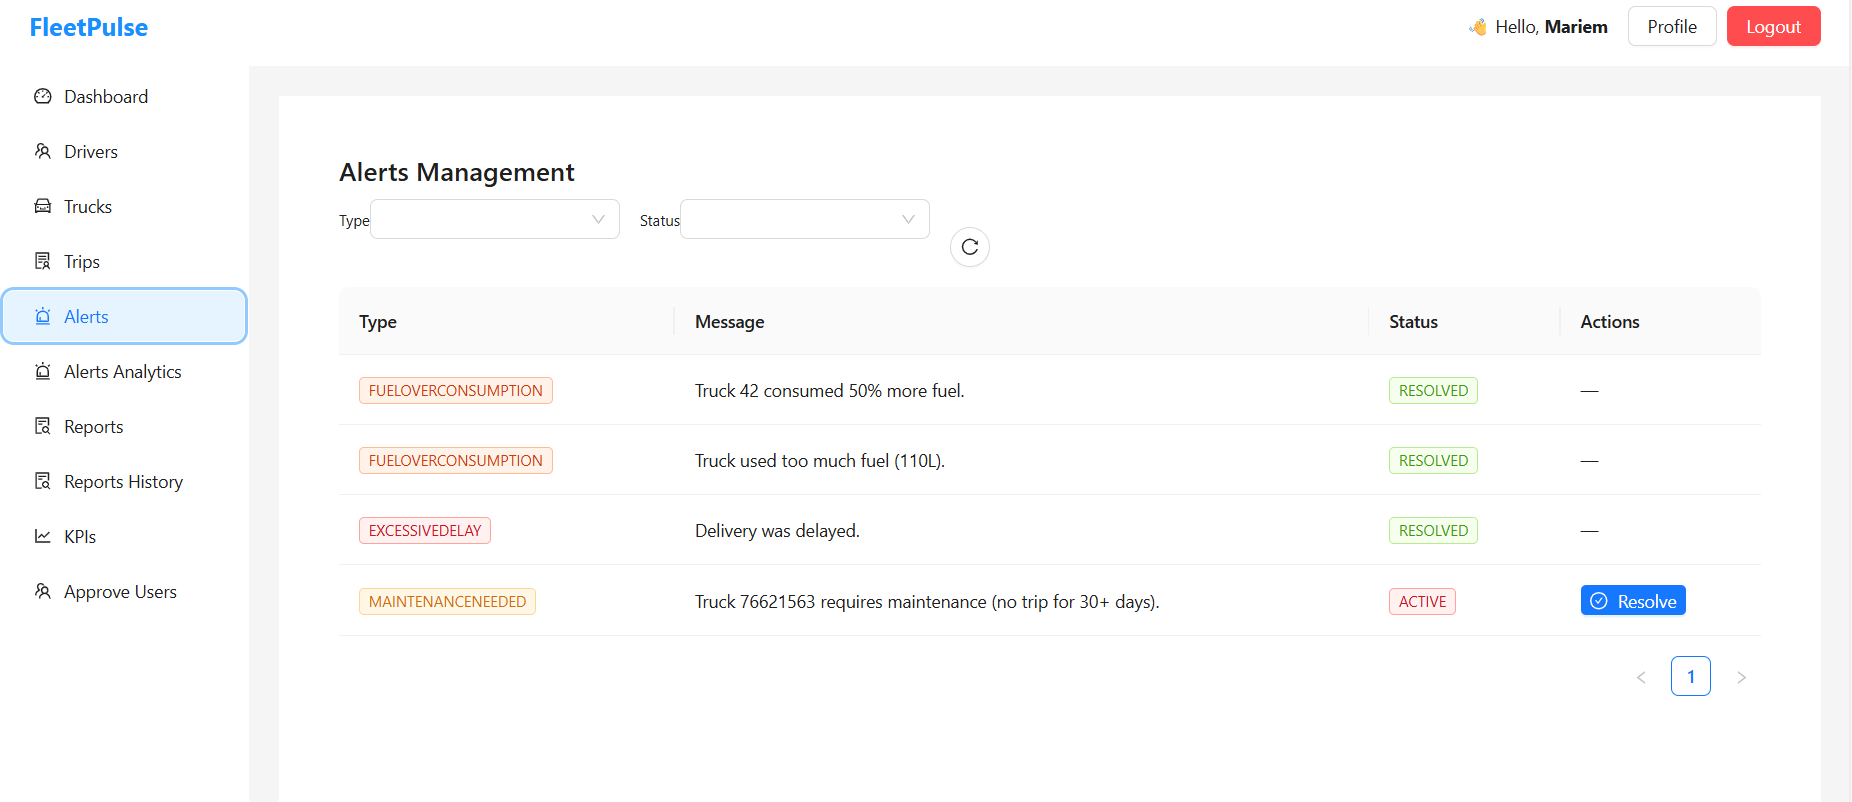 FleetPulse
👋 Hello, Mariem
Profile
Logout
Dashboard
Drivers
Trucks
Trips
Alerts
Alerts Analytics
Reports
Reports History
KPIs
Approve Users
Alerts Management
Type
Status
Type Message Status Actions
FUELOVERCONSUMPTION Truck 42 consumed 50% more fuel. RESOLVED —
FUELOVERCONSUMPTION Truck used too much fuel (110L). RESOLVED —
EXCESSIVEDELAY Delivery was delayed. RESOLVED —
MAINTENANCENEEDED Truck 76621563 requires maintenance (no trip for 30+ days). ACTIVE Resolve
1